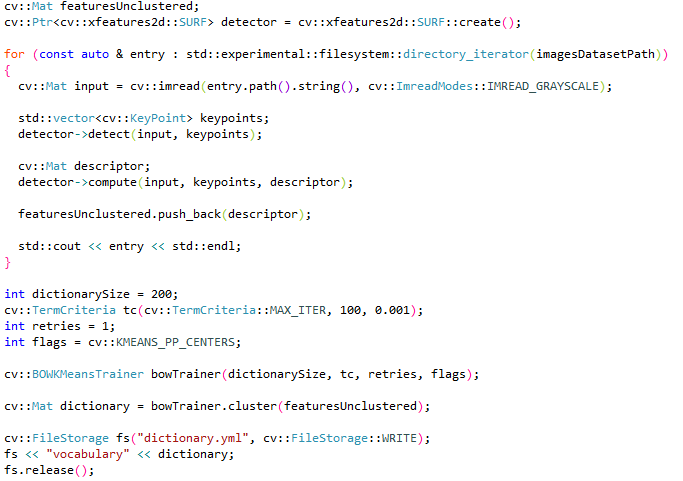 cv::Mat featuresUnclustered;
cv::Ptr<cv::xfeatures2d::SURF> detector = cv::xfeatures2d::SURF::create();
for (const auto & entry : std::experimental::filesystem::directory_iterator(imagesDatasetPath))
{
cv::Mat input = cv::imread(entry.path().string(), cv::ImreadModes::IMREAD_GRAYSCALE);
std::vector<cv::KeyPoint> keypoints;
detector->detect(input, keypoints);
cv::Mat descriptor;
detector->compute(input, keypoints, descriptor);
featuresUnclustered.push_back(descriptor);
std::cout << entry << std::endl;
}
int dictionarySize = 200;
cv::TermCriteria tc(cv::TermCriteria::MAX_ITER, 100, 0.001);
int retries = 1;
int flags = cv::KMEANS_PP_CENTERS;
cv::BOWKMeansTrainer bowTrainer(dictionarySize, tc, retries, flags);
cv::Mat dictionary = bowTrainer.cluster(featuresUnclustered);
cv::FileStorage fs("dictionary.yml", cv::FileStorage::WRITE);
fs << "vocabulary" << dictionary;
fs.release();